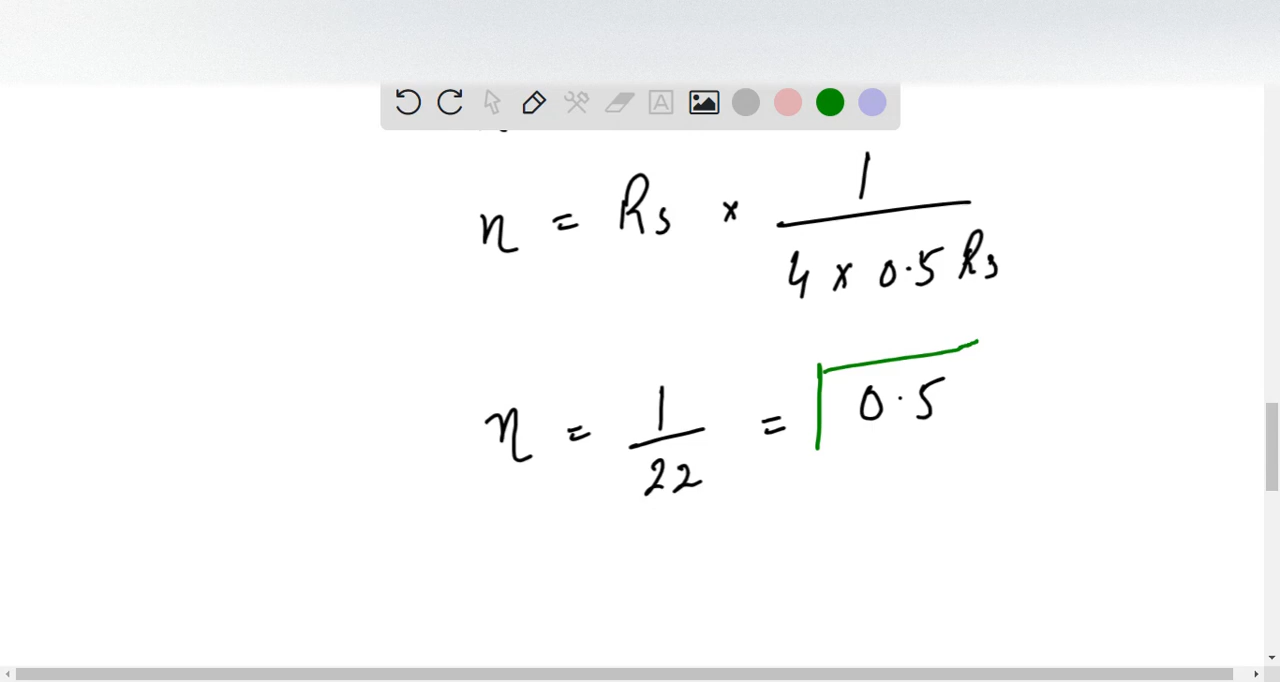 η = Rs × 1 / 4 × 0.5 Rs
η = 1 / 22 = 0.5